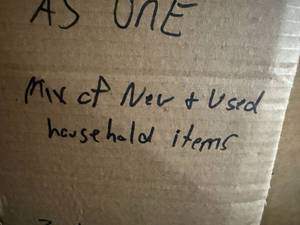 AS ONE
Mix of New & Used
household items